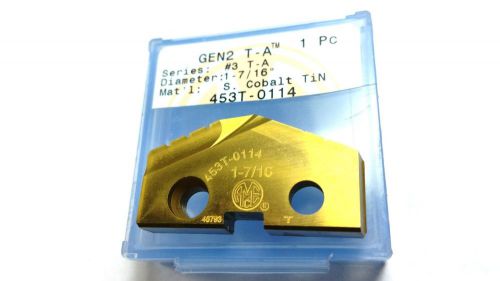 GEN2 T-A™ 1 Pc
Series: #3 T-A
Diameter:1-7/16"
Mat'l: S. Cobalt TiN
453T-0114
453T-0114
1-7/16
AMEC
®
46793
T